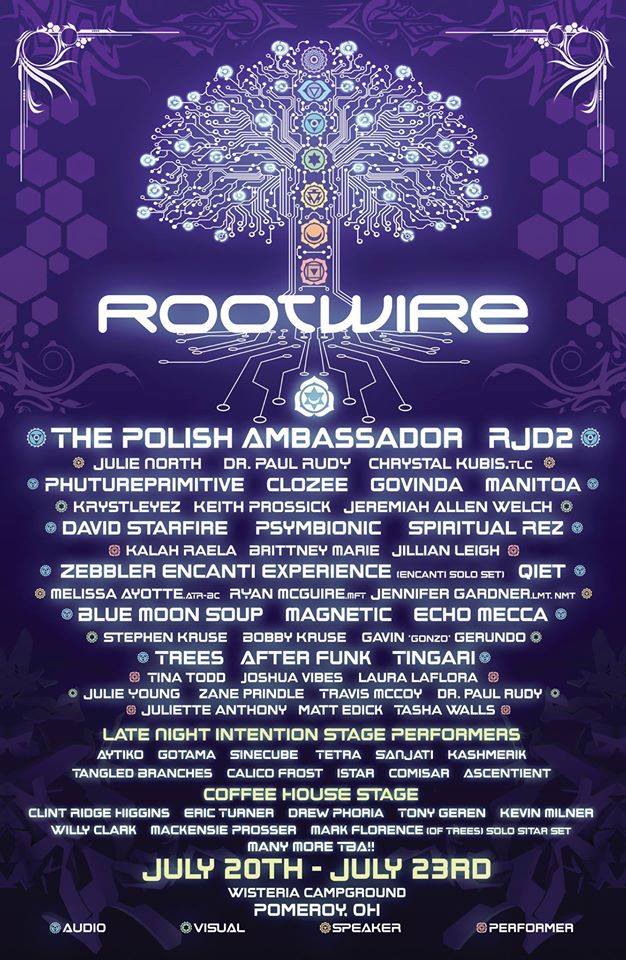 ROOTWIRE
THE POLISH AMBASSADOR RJD2
JULIE NORTH DR. PAUL RUDY CHRYSTAL KUBIS.TLC
PHUTUREPRIMITIVE CLOZEE GOVINDA MANITOA
KRYSTLEYEZ KEITH PROSSICK JEREMIAH ALLEN WELCH
DAVID STARFIRE PSYMBIONIC SPIRITUAL REZ
KALAH RAELA BRITTNEY MARIE JILLIAN LEIGH
ZEBBLER ENCANTI EXPERIENCE (ENCANTI SOLO SET) QIET
MELISSA AYOTTE.ATR-BC RYAN MCGUIRE.MFT JENNIFER GARDNER.LMT. NMT
BLUE MOON SOUP MAGNETIC ECHO MECCA
STEPHEN KRUSE BOBBY KRUSE GAVIN 'GONZO' GERUNDO
TREES AFTER FUNK TINGARI
TINA TODD JOSHUA VIBES LAURA LAFLORA
JULIE YOUNG ZANE PRINDLE TRAVIS MCCOY DR. PAUL RUDY
JULIETTE ANTHONY MATT EDICK TASHA WALLS
LATE NIGHT INTENTION STAGE PERFORMERS
AYTIKO GOTAMA SINECUBE TETRA SANJATI KASHMERIK
TANGLED BRANCHES CALICO FROST ISTAR COMISAR ASCENTIENT
COFFEE HOUSE STAGE
CLINT RIDGE HIGGINS ERIC TURNER DREW PHORIA TONY GEREN KEVIN MILNER
WILLY CLARK MACKENSIE PROSSER MARK FLORENCE (OF TREES) SOLO SITAR SET
MANY MORE TBA!!
JULY 20TH - JULY 23RD
WISTERIA CAMPGROUND
POMEROY, OH
AUDIO VISUAL SPEAKER PERFORMER